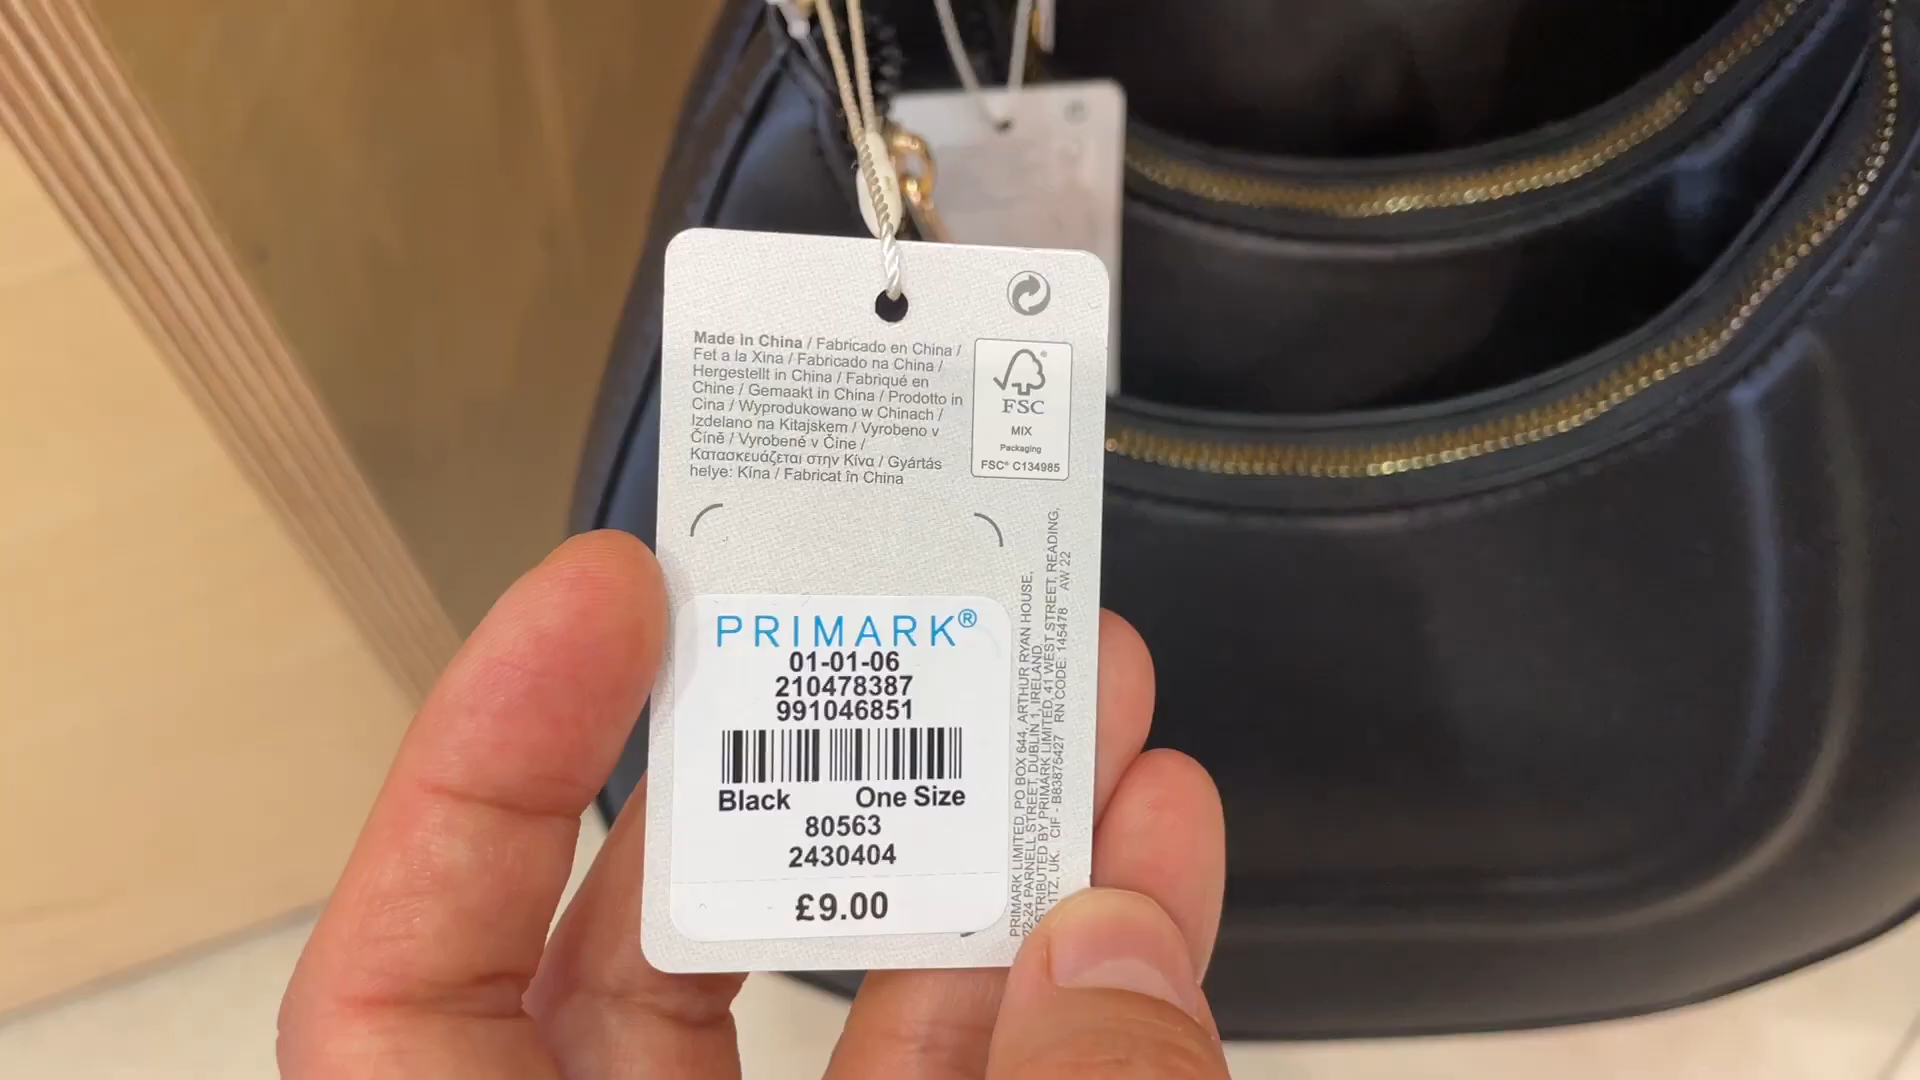 Made in China / Fabricado en China /
Fet a la Xina / Fabricado na China /
Hergestellt in China / Fabriqué en
Chine / Gemaakt in China / Prodotto in
Cina / Wyprodukowano w Chinach /
Izdelano na Kitajskem / Vyrobeno v
Číně / Vyrobené v Číne /
Κατασκευάζεται στην Κίνα / Gyártás
helye: Kína / Fabricat în China
FSC
MIX
Packaging
FSC® C134985
PRIMARK®
01-01-06
210478387
991046851
Black One Size
80563
2430404
£9.00
PRIMARK LIMITED, PO BOX 644, ARTHUR RYAN HOUSE,
22-24 PARNELL STREET, DUBLIN 1, IRELAND
STRIBUTED BY PRIMARK LIMITED, 41 WEST STREET, READING,
1TZ, UK. CIF - B83875427 RN CODE: 145478 AW 22